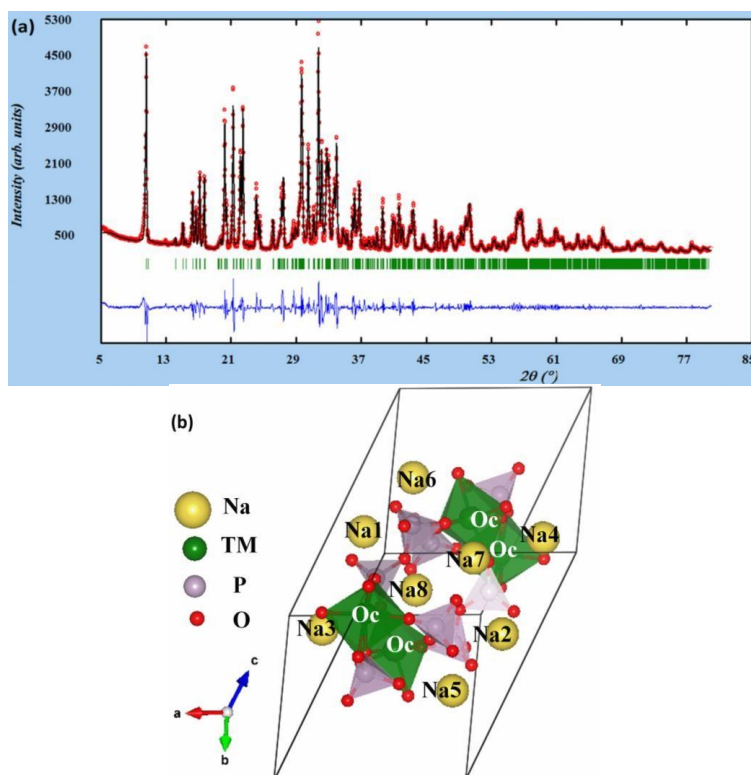 (a)
5300
4500
3700
2900
2100
1300
500
Intensity (arb. units)
5 13 21 29 37 45 53 61 69 77 85
2θ (°)
(b)
Na
TM
P
O
Na6
Na1
Oc
Na4
Na7
Oc
Na8
Oc
Na3
Na2
Oc
Na5
c
a
b